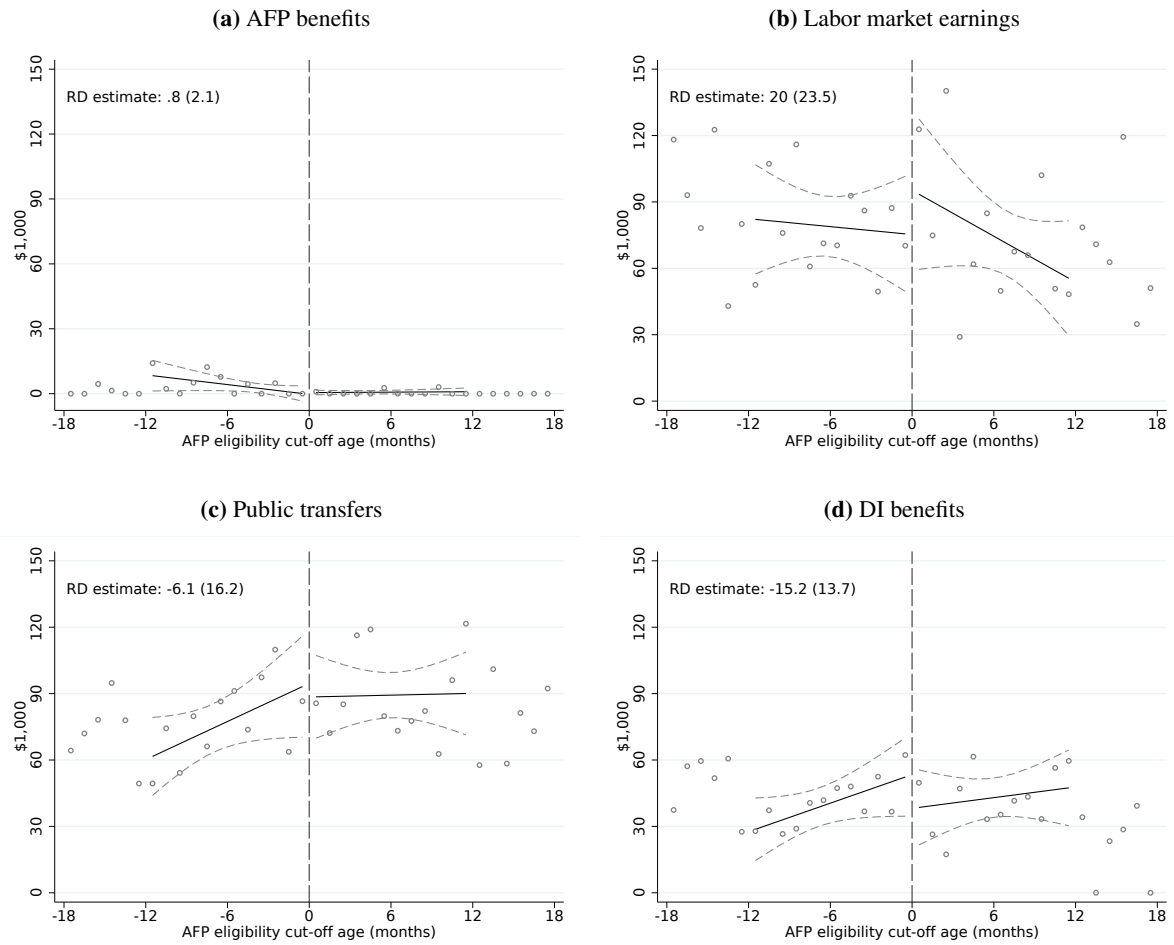 (a) AFP benefits
RD estimate: .8 (2.1)
$1,000
150
120
90
60
30
0
-18 -12 -6 0 6 12 18
AFP eligibility cut-off age (months)
(b) Labor market earnings
RD estimate: 20 (23.5)
$1,000
150
120
90
60
30
0
-18 -12 -6 0 6 12 18
AFP eligibility cut-off age (months)
(c) Public transfers
RD estimate: -6.1 (16.2)
$1,000
150
120
90
60
30
0
-18 -12 -6 0 6 12 18
AFP eligibility cut-off age (months)
(d) DI benefits
RD estimate: -15.2 (13.7)
$1,000
150
120
90
60
30
0
-18 -12 -6 0 6 12 18
AFP eligibility cut-off age (months)